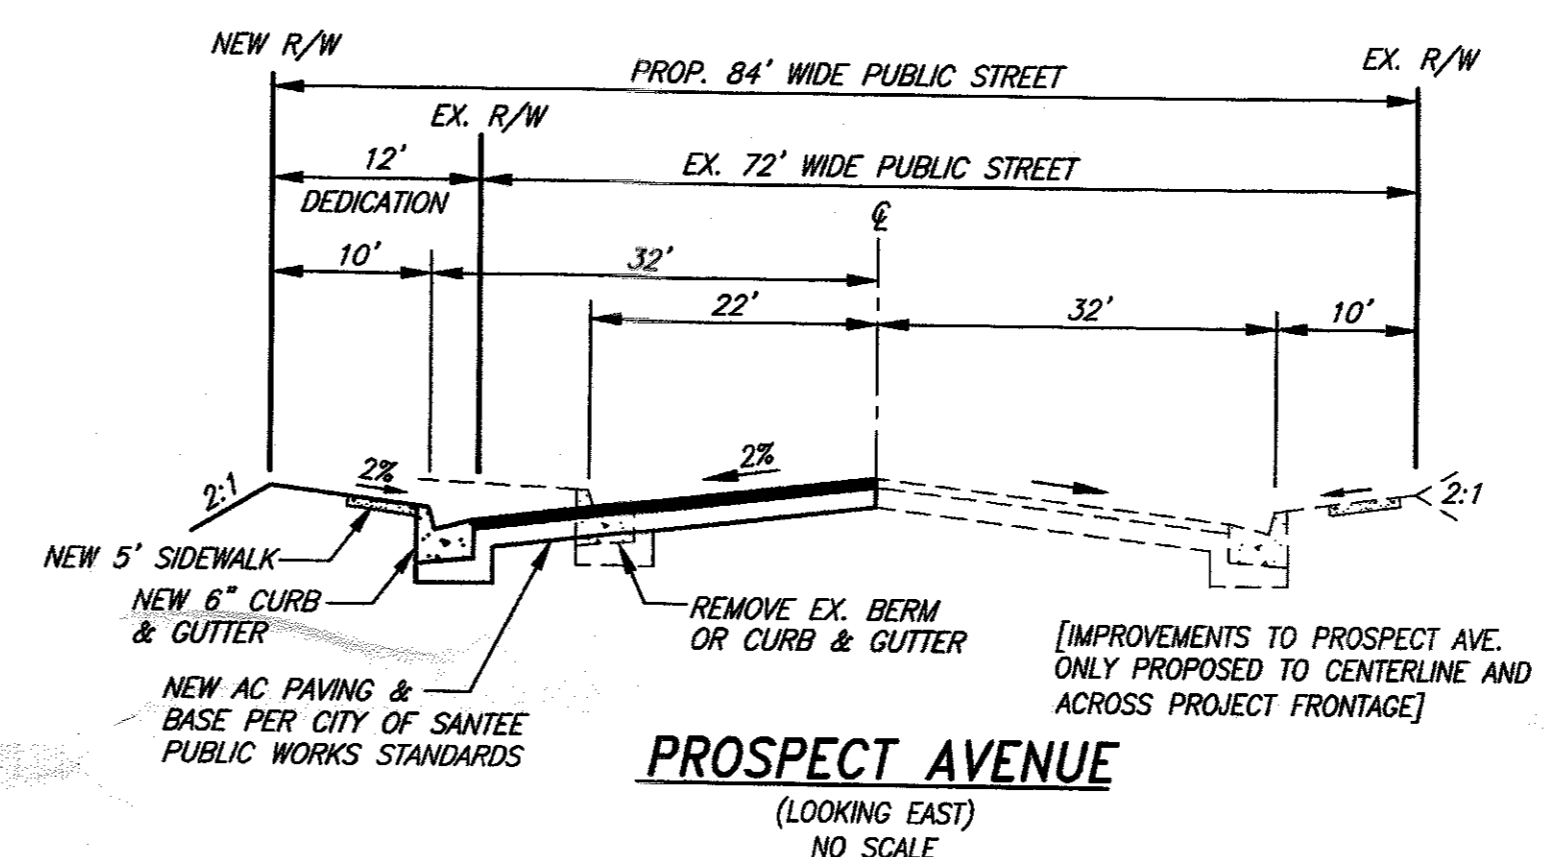 NEW R/W
EX. R/W
PROP. 84' WIDE PUBLIC STREET
EX. R/W
12'
EX. 72' WIDE PUBLIC STREET
DEDICATION
℄
10'
32'
22'
32'
10'
2:1
2%
2%
2:1
NEW 5' SIDEWALK
NEW 6" CURB
& GUTTER
REMOVE EX. BERM
OR CURB & GUTTER
[IMPROVEMENTS TO PROSPECT AVE.
ONLY PROPOSED TO CENTERLINE AND
ACROSS PROJECT FRONTAGE]
NEW AC PAVING &
BASE PER CITY OF SANTEE
PUBLIC WORKS STANDARDS
PROSPECT AVENUE
(LOOKING EAST)
NO SCALE